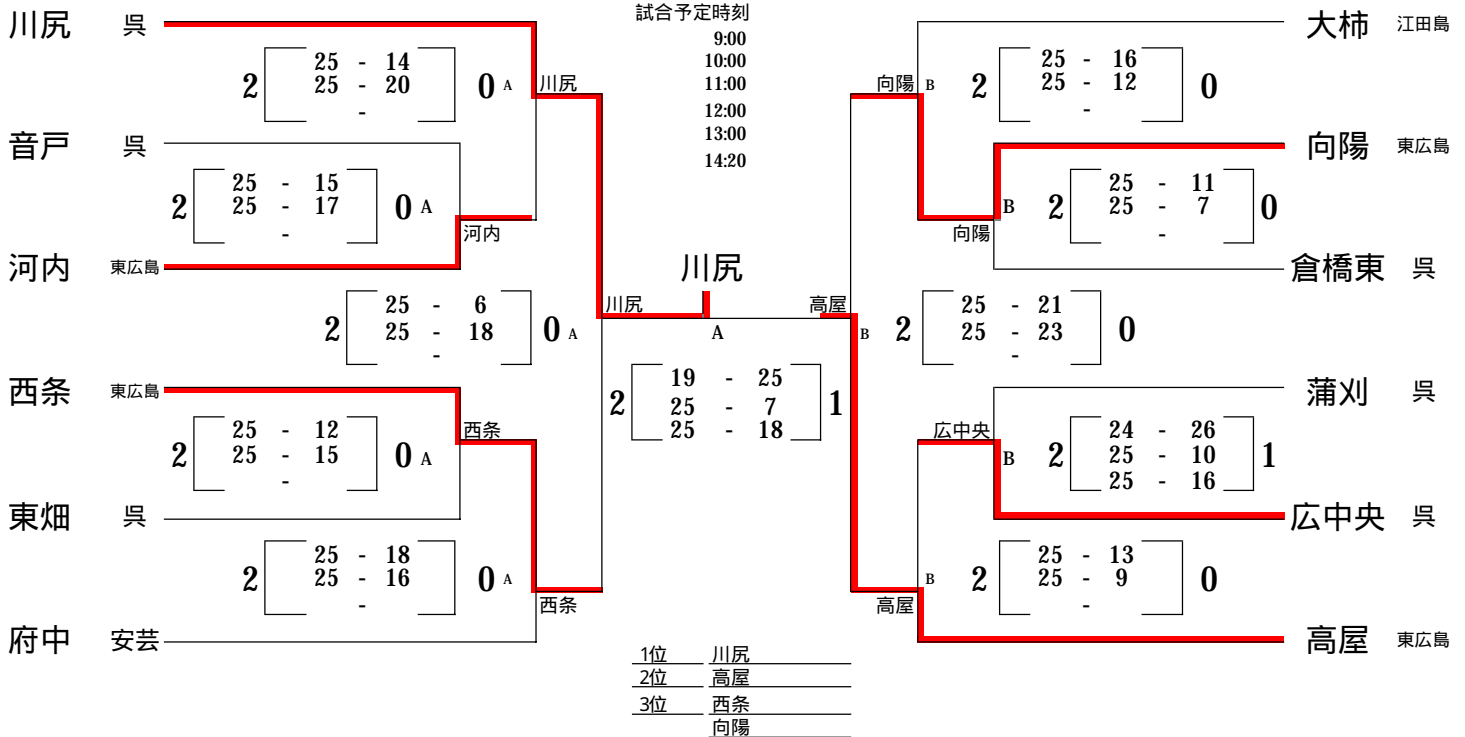 試合予定時刻
9:00
10:00
11:00
12:00
13:00
14:20
川尻 呉
2 25 - 14 0 A
25 - 20
-
川尻
音戸 呉
2 25 - 15 0 A
25 - 17
-
河内
河内 東広島
2 25 - 6 0 A
25 - 18
-
川尻
西条 東広島
2 25 - 12 0 A
25 - 15
-
西条
東畑 呉
2 25 - 18 0 A
25 - 16
-
西条
府中 安芸
川尻
A
2 19 - 25 1
25 - 7
25 - 18
大柿 江田島
向陽 B 2 25 - 16 0
25 - 12
-
向陽 東広島
B 2 25 - 11 0
25 - 7
-
向陽
倉橋東 呉
高屋 B 2 25 - 21 0
25 - 23
-
蒲刈 呉
広中央 B 2 24 - 26 1
25 - 10
25 - 16
広中央 呉
B 2 25 - 13 0
25 - 9
-
高屋
高屋 東広島
1位 川尻
2位 高屋
3位 西条
向陽